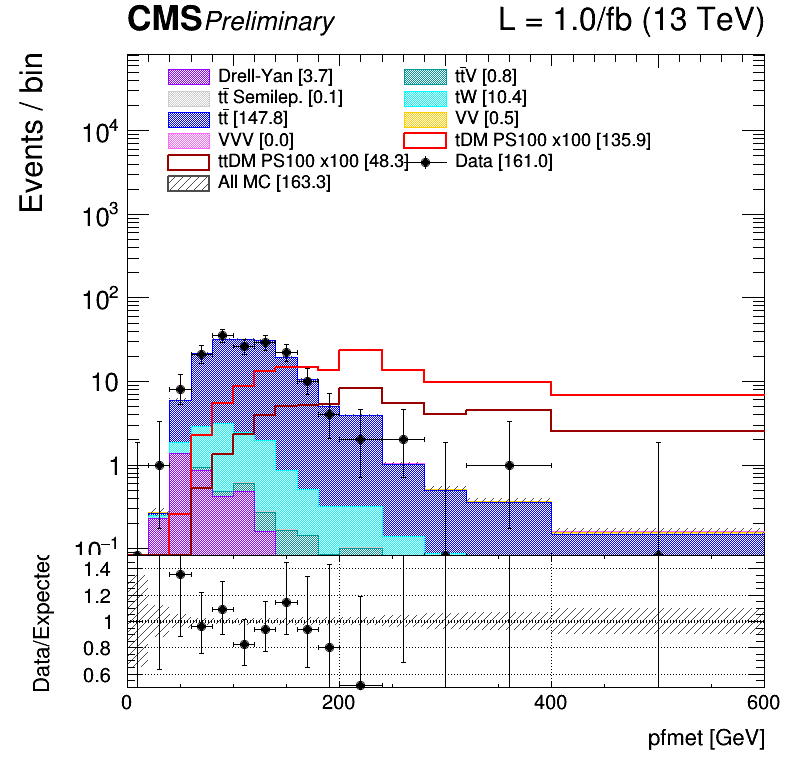 CMS Preliminary L = 1.0/fb (13 TeV)
Events / bin
Drell-Yan [3.7] tt̄V [0.8]
tt̄ Semilep. [0.1] tW [10.4]
tt̄ [147.8] VV [0.5]
VVV [0.0] tDM PS100 x100 [135.9]
ttDM PS100 x100 [48.3] Data [161.0]
All MC [163.3]
10⁴
10³
10²
10
1
10⁻¹
Data/Expected
1.4
1.2
1
0.8
0.6
0 200 400 600
pfmet [GeV]